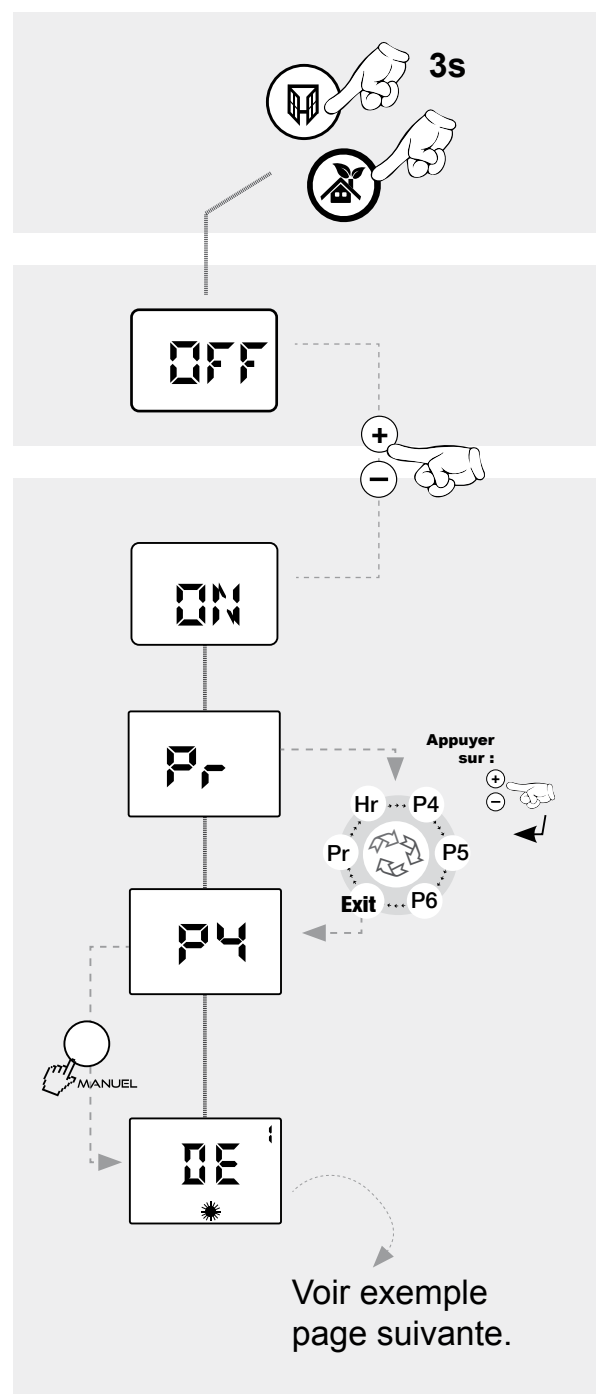 3s
OFF
+
−
ON
Pr
Appuyer
sur :
+
−
Hr P4
Pr P5
Exit P6
P4
MANUEL
DE 1
Voir exemple
page suivante.